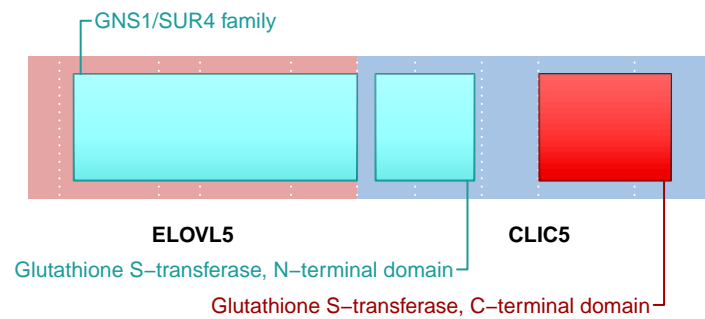 GNS1/SUR4 family
ELOVL5
CLIC5
Glutathione S−transferase, N−terminal domain
Glutathione S−transferase, C−terminal domain